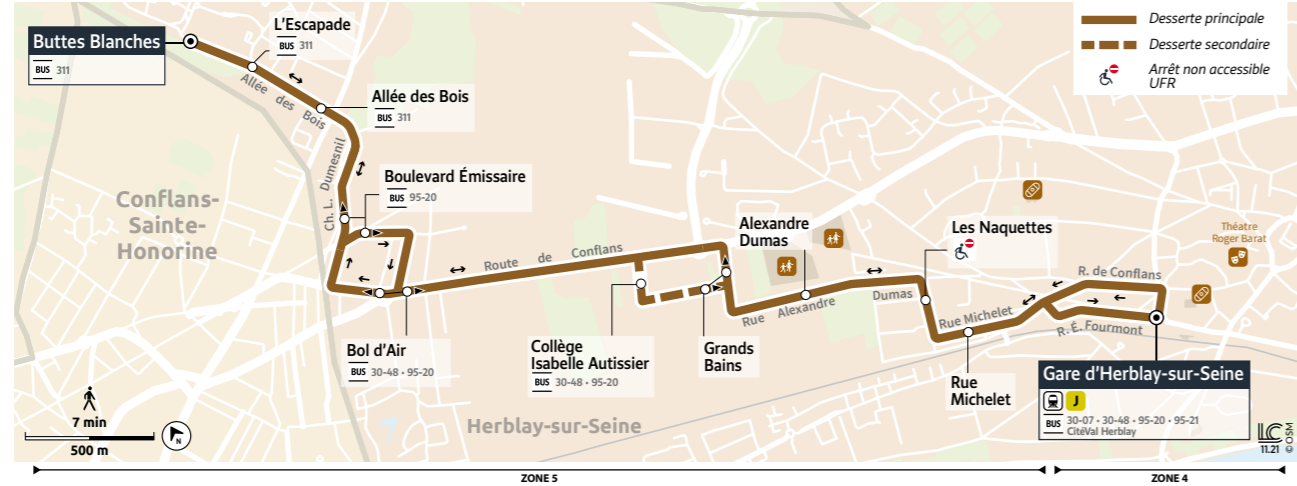 Buttes Blanches
BUS 311
L'Escapade
BUS 311
Allée des Bois
Allée des Bois
BUS 311
Ch. L. Dumesnil
Boulevard Émissaire
BUS 95-20
Conflans-
Sainte-
Honorine
Bol d'Air
BUS 30-48 • 95-20
Route de Conflans
Collège
Isabelle Autissier
BUS 30-48 • 95-20
Grands
Bains
Alexandre
Dumas
Rue Alexandre Dumas
Les Naquettes
Rue Michelet
Rue
Michelet
R. de Conflans
R. É. Fourmont
Théatre
Roger Barat
Gare d'Herblay-sur-Seine
J
BUS 30-07 • 30-48 • 95-20 • 95-21
CitéVal Herblay
Herblay-sur-Seine
Desserte principale
Desserte secondaire
Arrêt non accessible
UFR
7 min
500 m
N
LC
11.21
© OSM
ZONE 5
ZONE 4